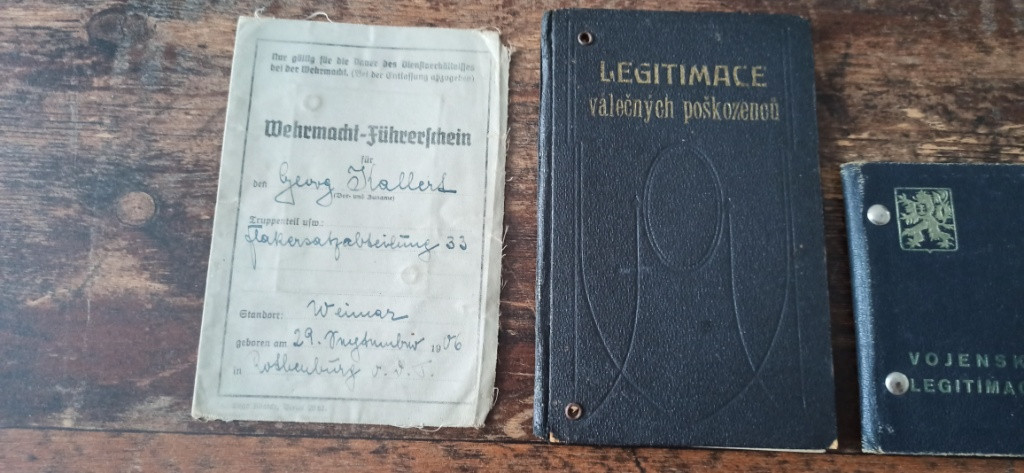 Nur gültig für die Dauer des Dienstverhältnisses
bei der Wehrmacht. (Bei der Entlassung abzugeben)
Wehrmacht-Führerschein
für
den Georg Kallert
(Vor- und Zuname)
Truppenteil usw.:
Flakersatzabteilung 33
Standort: Weimar
geboren am 29. September 1906
in Rothenburg o. d. T.
LEGITIMACE
válečných poškozenců
VOJENSK
LEGITIMAC